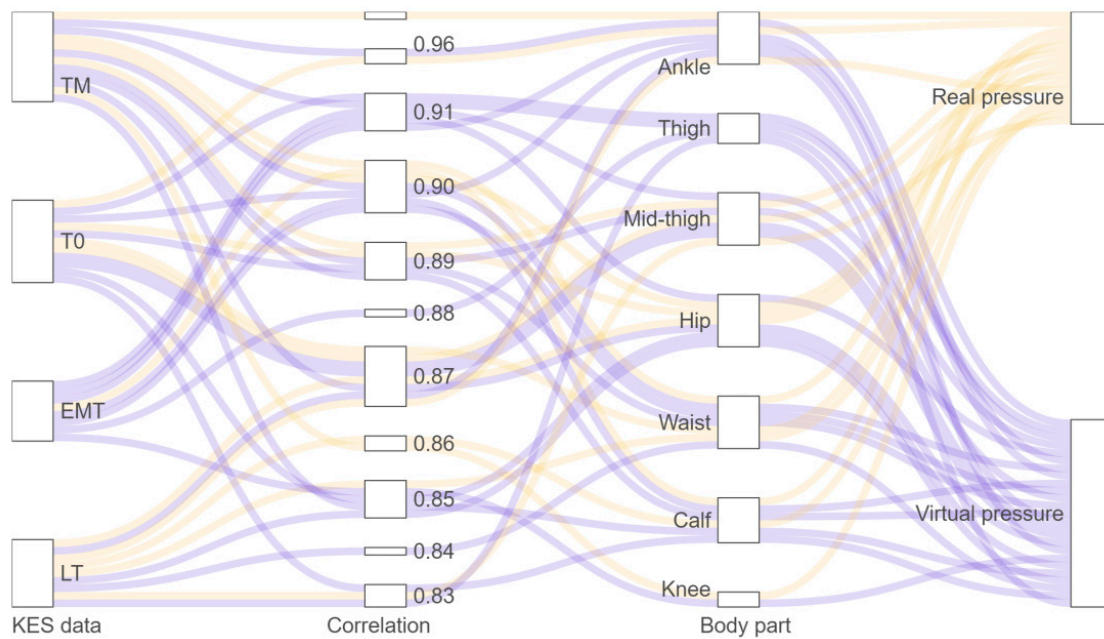 TM
T0
EMT
LT
KES data
0.96
0.91
0.90
0.89
0.88
0.87
0.86
0.85
0.84
0.83
Correlation
Ankle
Thigh
Mid-thigh
Hip
Waist
Calf
Knee
Body part
Real pressure
Virtual pressure